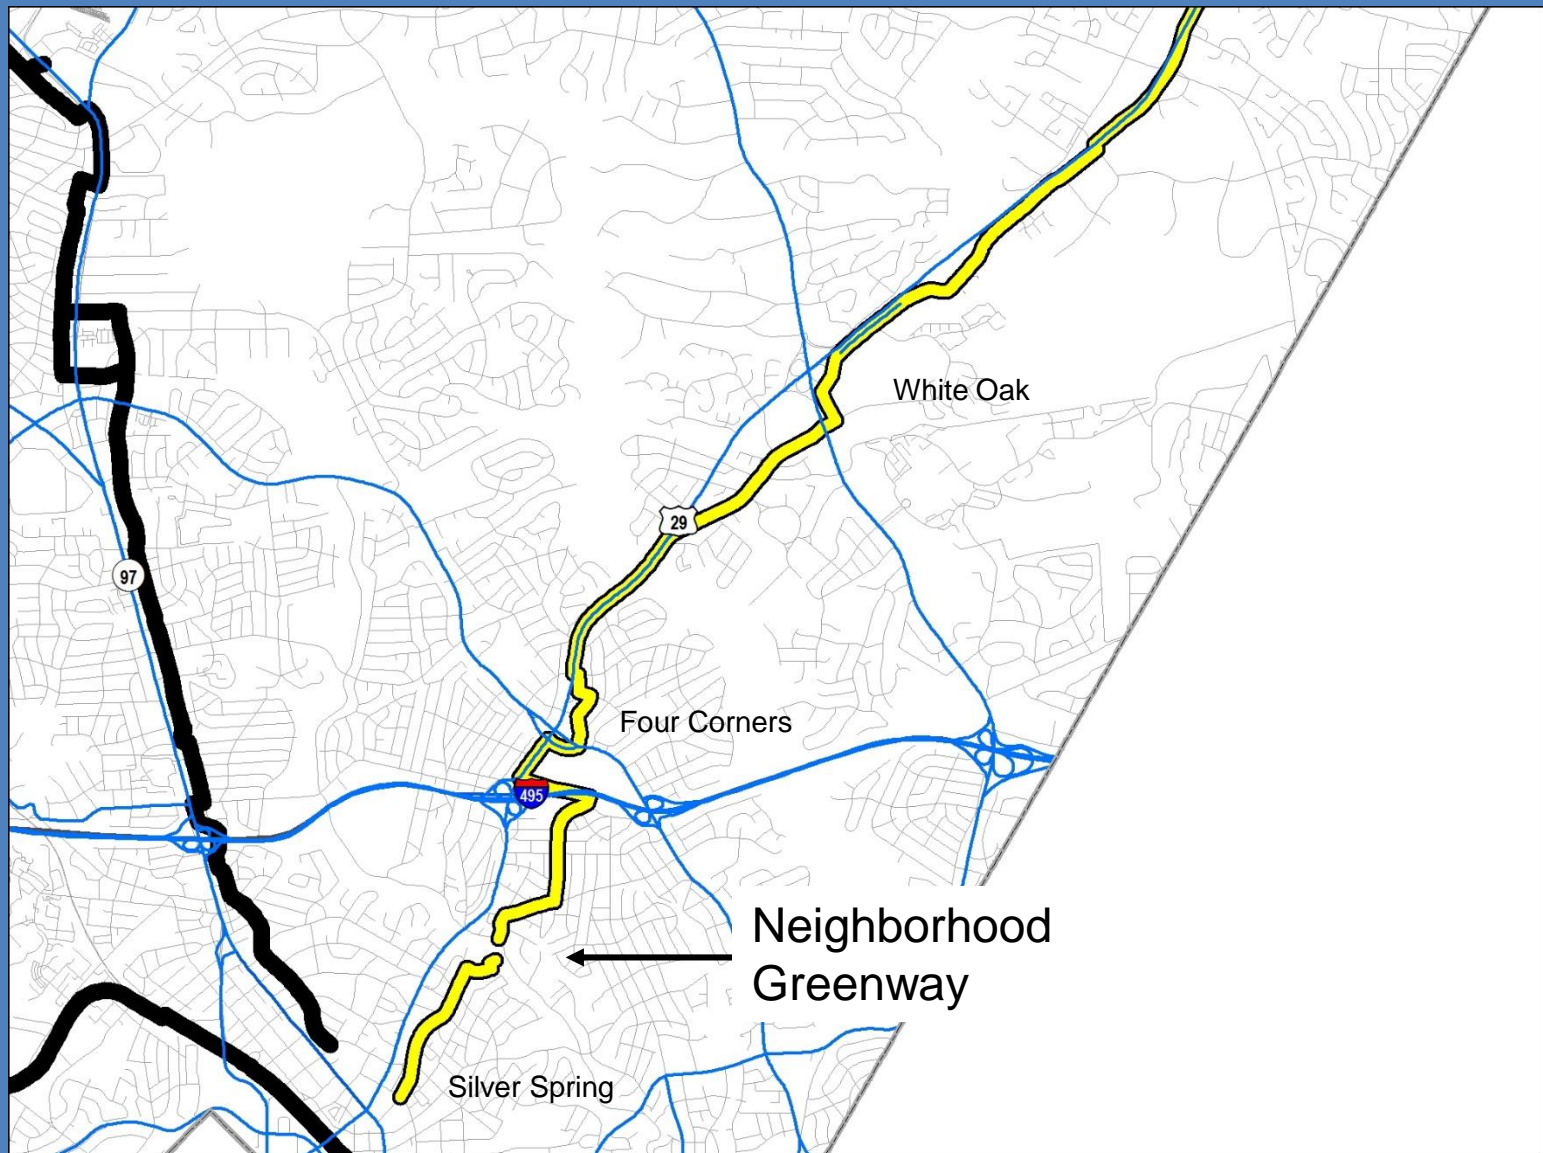 White Oak
29
97
Four Corners
495
Neighborhood
Greenway
Silver Spring